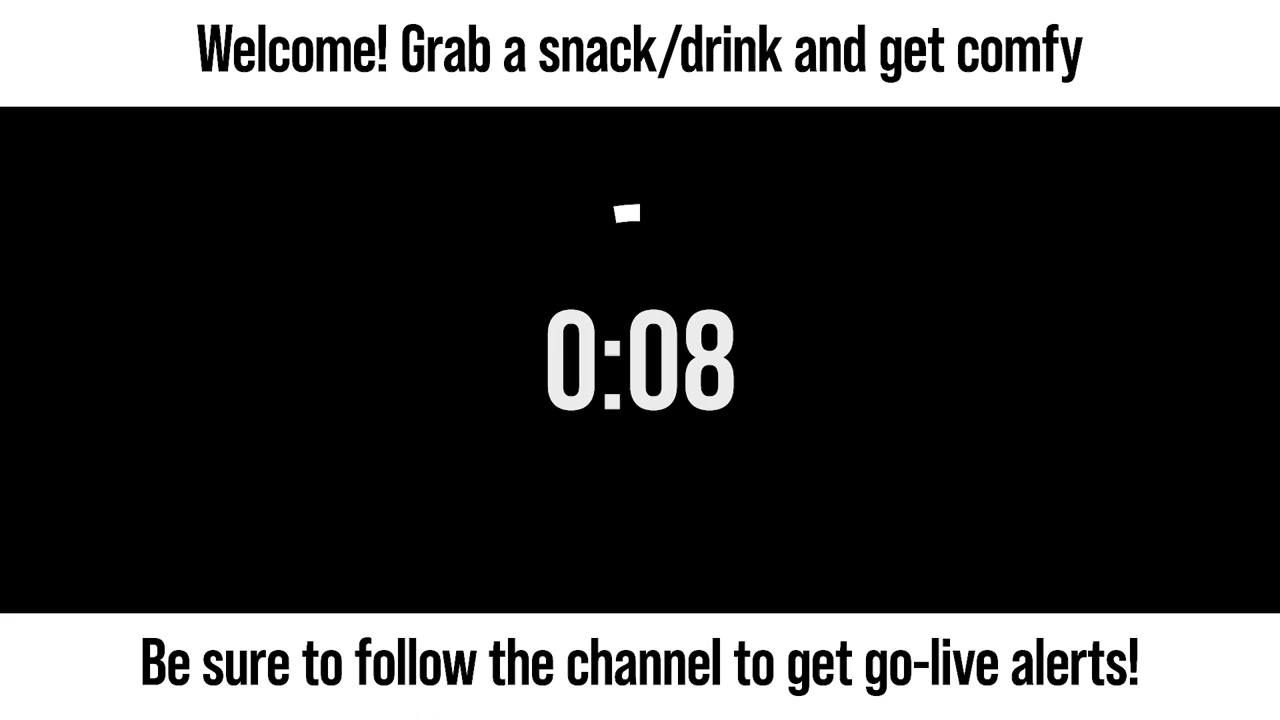 Welcome! Grab a snack/drink and get comfy
0:08
Be sure to follow the channel to get go-live alerts!